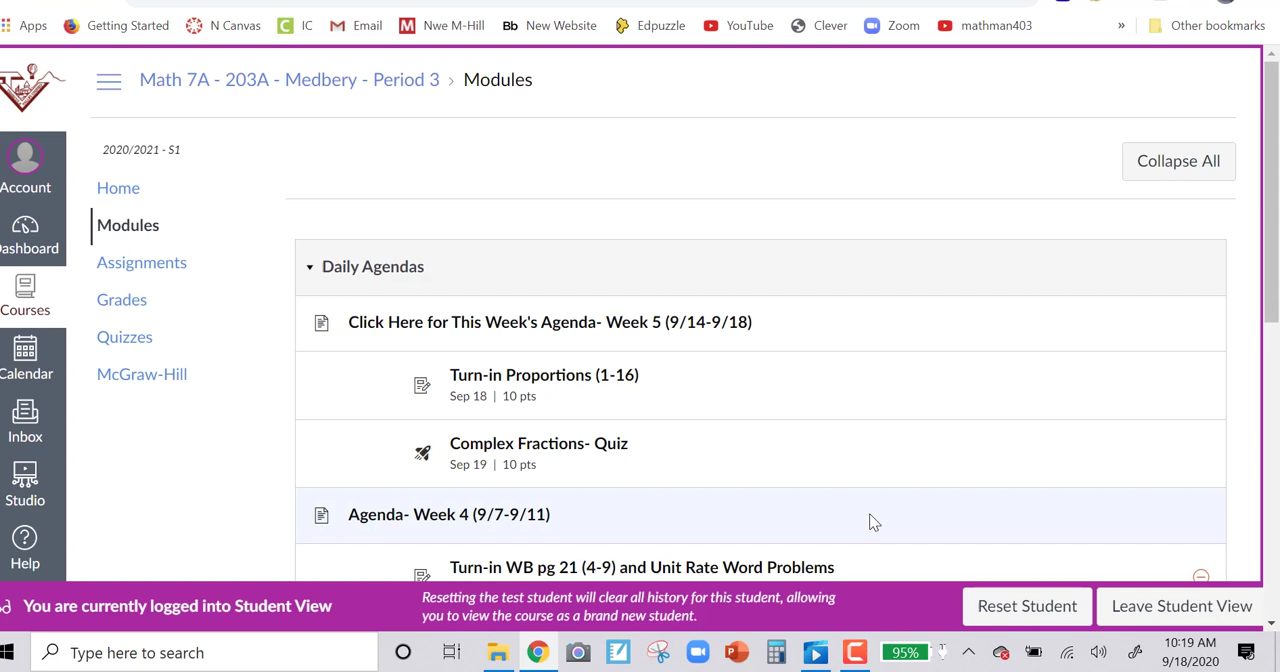 Apps Getting Started N Canvas IC Email Nwe M-Hill Bb New Website Edpuzzle YouTube Clever Zoom mathman403 » Other bookmarks
Math 7A - 203A - Medbery - Period 3 › Modules
2020/2021 - S1
Collapse All
Account
Dashboard
Courses
Calendar
Inbox
Studio
Help
Home
Modules
Assignments
Grades
Quizzes
McGraw-Hill
Daily Agendas
Click Here for This Week's Agenda- Week 5 (9/14-9/18)
Turn-in Proportions (1-16)
Sep 18 | 10 pts
Complex Fractions- Quiz
Sep 19 | 10 pts
Agenda- Week 4 (9/7-9/11)
Turn-in WB pg 21 (4-9) and Unit Rate Word Problems
You are currently logged into Student View
Resetting the test student will clear all history for this student, allowing
you to view the course as a brand new student.
Reset Student
Leave Student View
Type here to search
95%
10:19 AM
9/18/2020